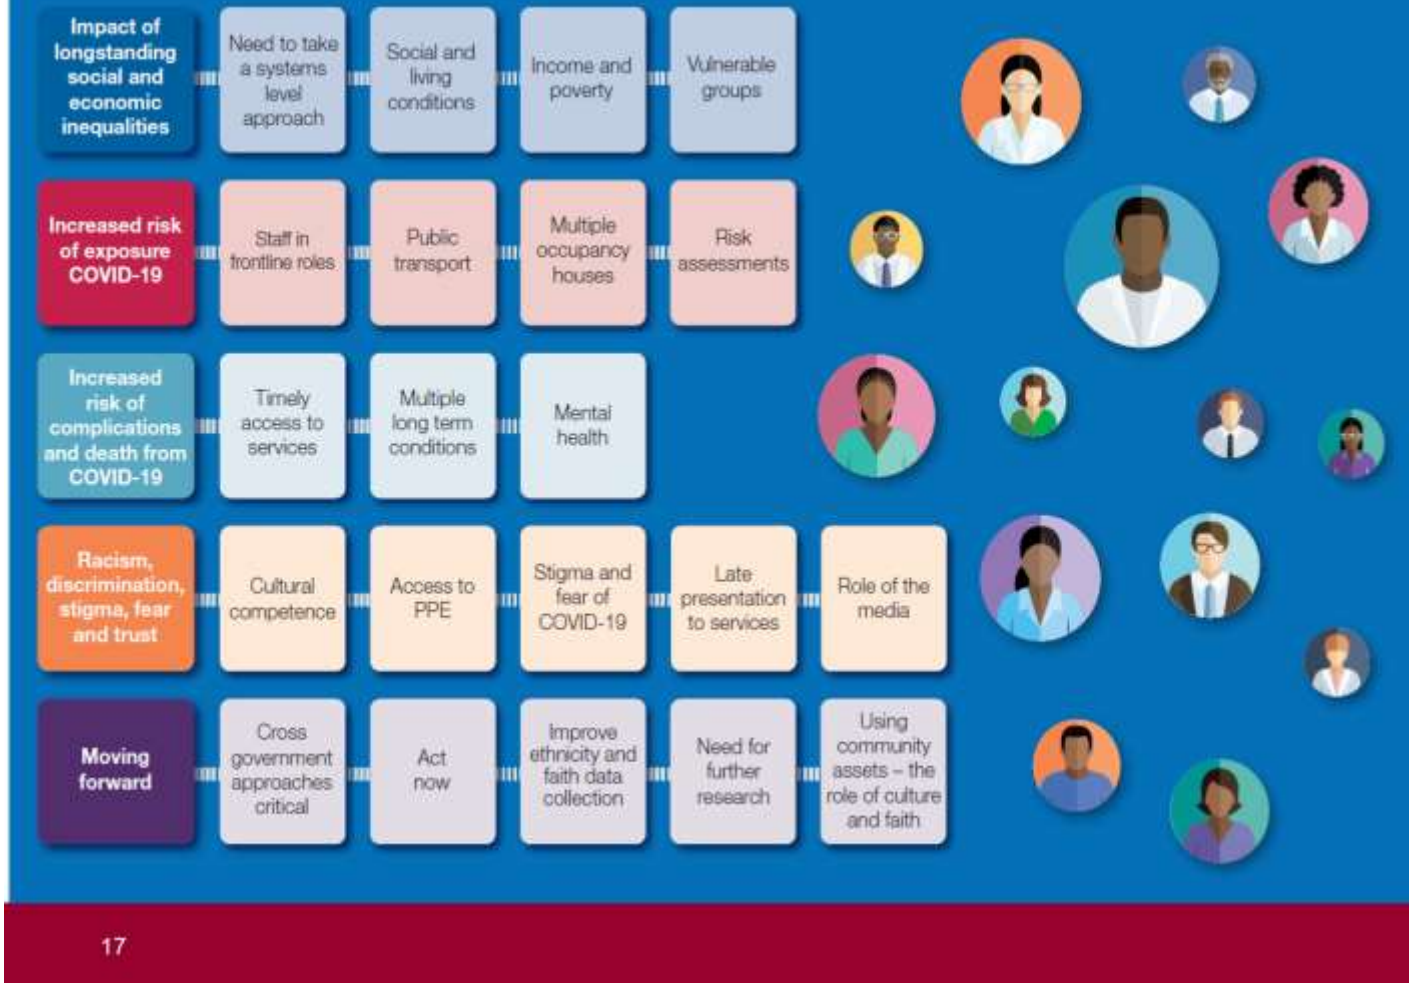 Impact of
longstanding
social and
economic
inequalities
Need to take
a systems
level
approach
Social and
living
conditions
Income and
poverty
Vulnerable
groups
Increased risk
of exposure
COVID-19
Staff in
frontline roles
Public
transport
Multiple
occupancy
houses
Risk
assessments
Increased
risk of
complications
and death from
COVID-19
Timely
access to
services
Multiple
long term
conditions
Mental
health
Racism,
discrimination,
stigma, fear
and trust
Cultural
competence
Access to
PPE
Stigma and
fear of
COVID-19
Late
presentation
to services
Role of the
media
Moving
forward
Cross
government
approaches
critical
Act
now
Improve
ethnicity and
faith data
collection
Need for
further
research
Using
community
assets – the
role of culture
and faith
17